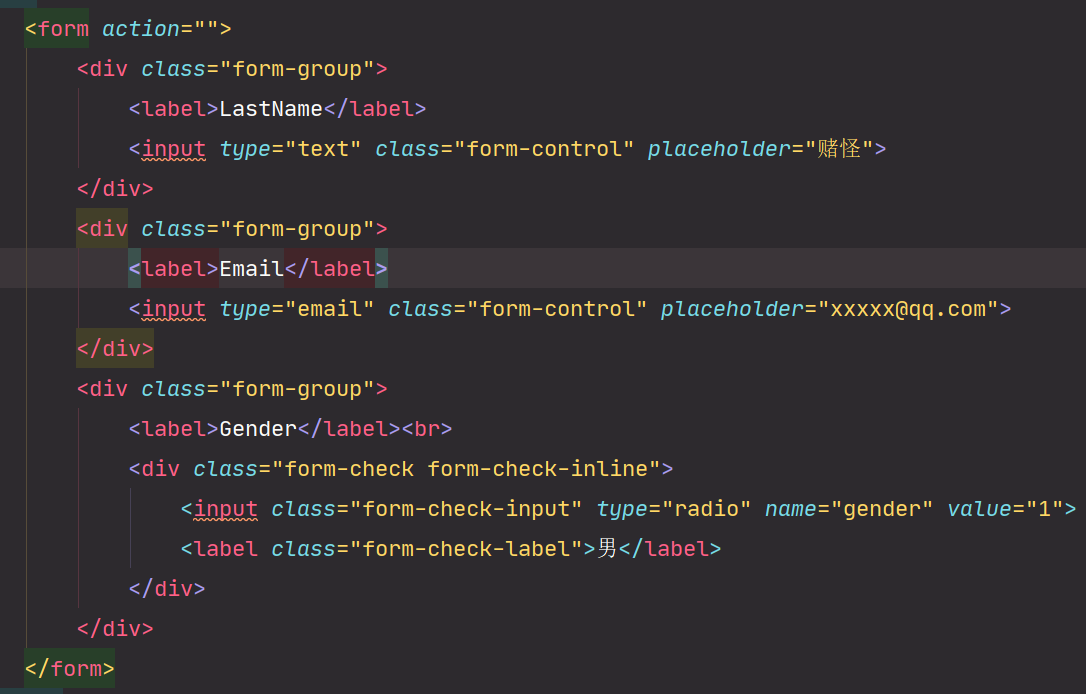 <form action="">
<div class="form-group">
<label>LastName</label>
<input type="text" class="form-control" placeholder="赌怪">
</div>
<div class="form-group">
<label>Email</label>
<input type="email" class="form-control" placeholder="xxxxx@qq.com">
</div>
<div class="form-group">
<label>Gender</label><br>
<div class="form-check form-check-inline">
<input class="form-check-input" type="radio" name="gender" value="1">
<label class="form-check-label">男</label>
</div>
</div>
</form>